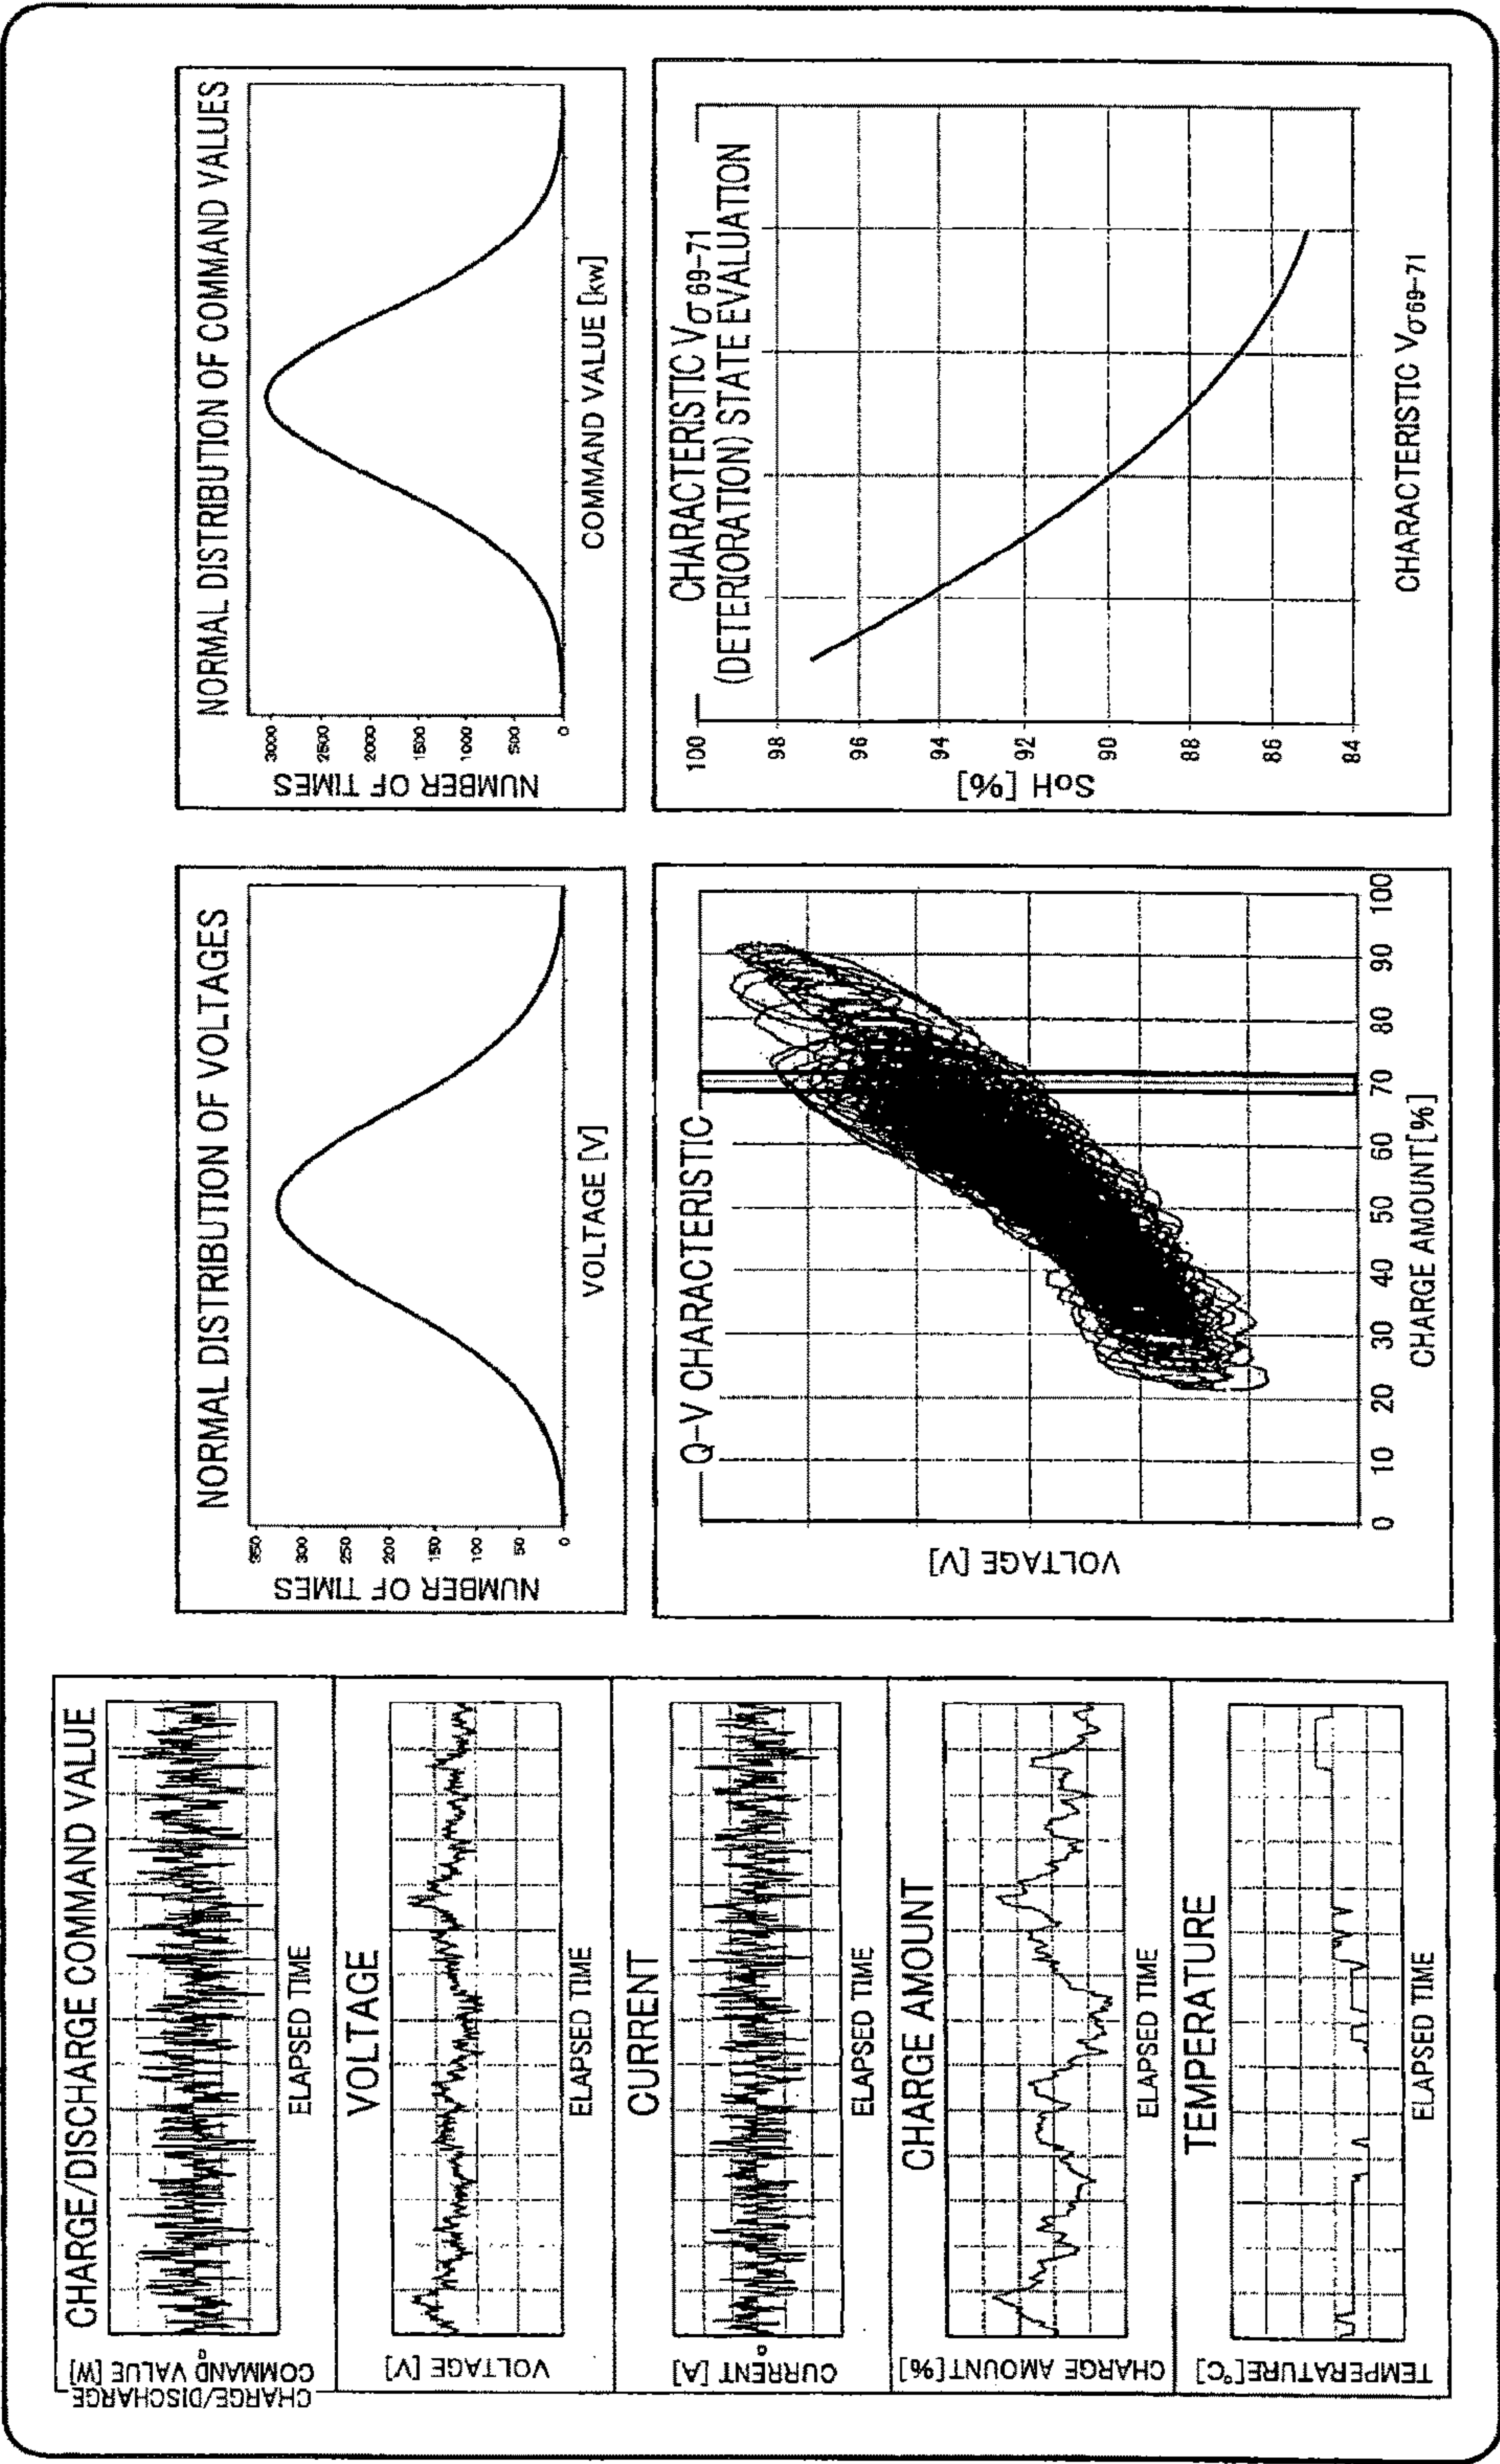 CHARGE/DISCHARGE COMMAND VALUE
CHARGE/DISCHARGE
COMMAND VALUE [W]
0
ELAPSED TIME
VOLTAGE
VOLTAGE [V]
ELAPSED TIME
CURRENT
CURRENT [A]
0
ELAPSED TIME
CHARGE AMOUNT
CHARGE AMOUNT[%]
ELAPSED TIME
TEMPERATURE
TEMPERATURE[°C]
ELAPSED TIME
NORMAL DISTRIBUTION OF VOLTAGES
NUMBER OF TIMES
350
300
250
200
150
100
50
0
VOLTAGE [V]
NORMAL DISTRIBUTION OF COMMAND VALUES
NUMBER OF TIMES
3000
2500
2000
1500
1000
500
0
COMMAND VALUE [kw]
Q-V CHARACTERISTIC
VOLTAGE [V]
0 10 20 30 40 50 60 70 80 90 100
CHARGE AMOUNT[%]
CHARACTERISTIC Vσ69-71
(DETERIORATION) STATE EVALUATION
SoH [%]
100
98
96
94
92
90
88
86
84
CHARACTERISTIC Vσ69-71